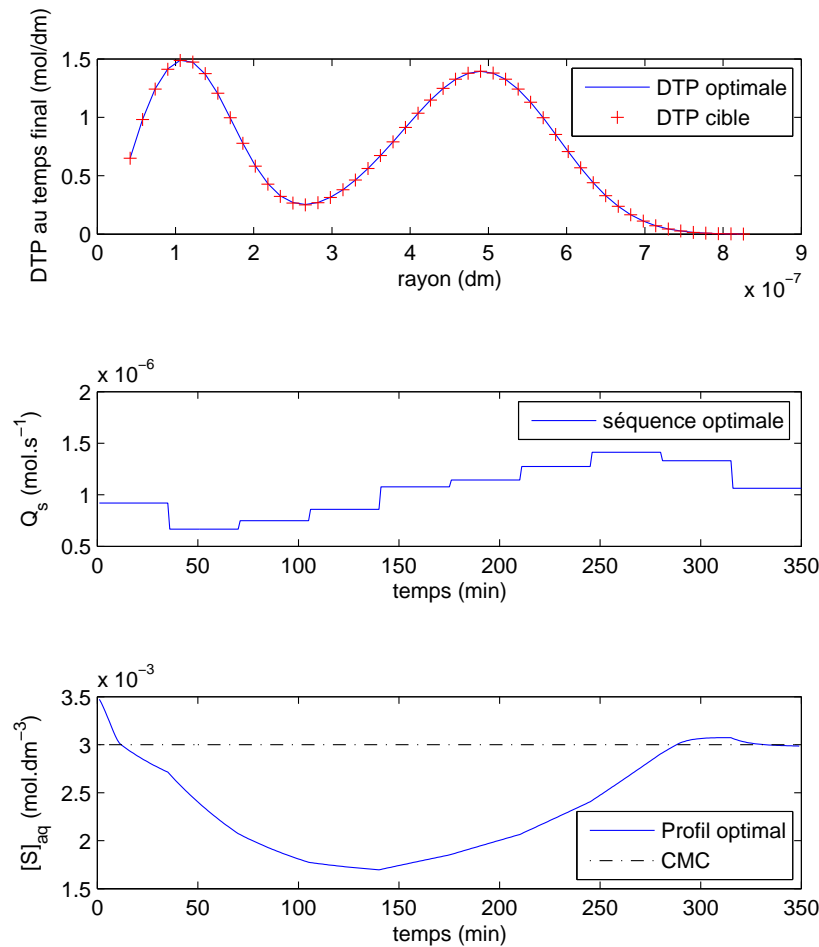 DTP au temps final (mol/dm)
1.5
1
0.5
0
DTP optimale
DTP cible
0 1 2 3 4 5 6 7 8 9
rayon (dm)
x 10⁻⁷
x 10⁻⁶
Qₛ (mol.s⁻¹)
2
1.5
1
0.5
séquence optimale
0 50 100 150 200 250 300 350
temps (min)
x 10⁻³
[S]ₐq (mol.dm⁻³)
3.5
3
2.5
2
1.5
Profil optimal
CMC
0 50 100 150 200 250 300 350
temps (min)